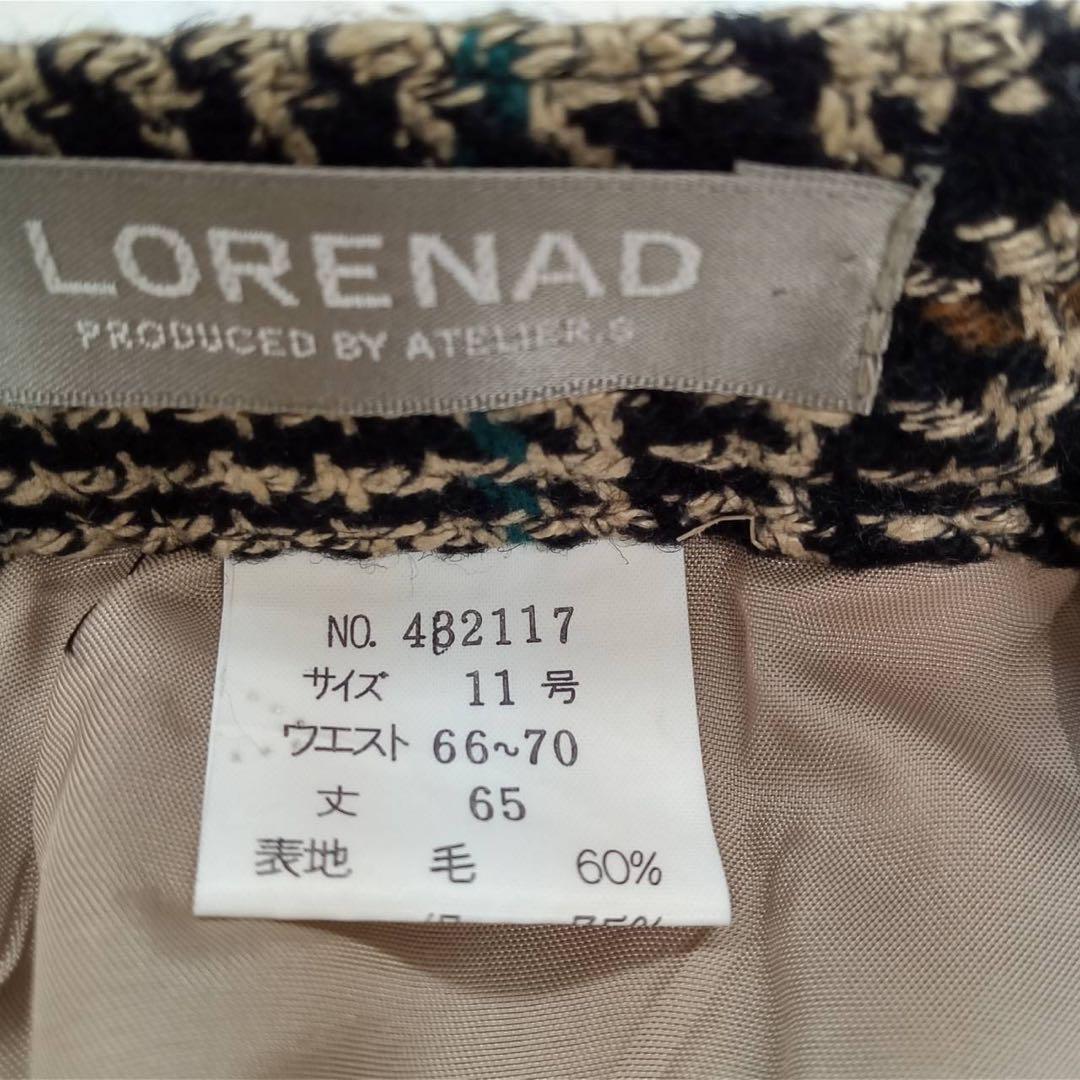 LORENAD
PRODUCED BY ATELIER.S
NO. 432117
サイズ 11 号
ウエスト 66~70
丈 65
表地 毛 60%